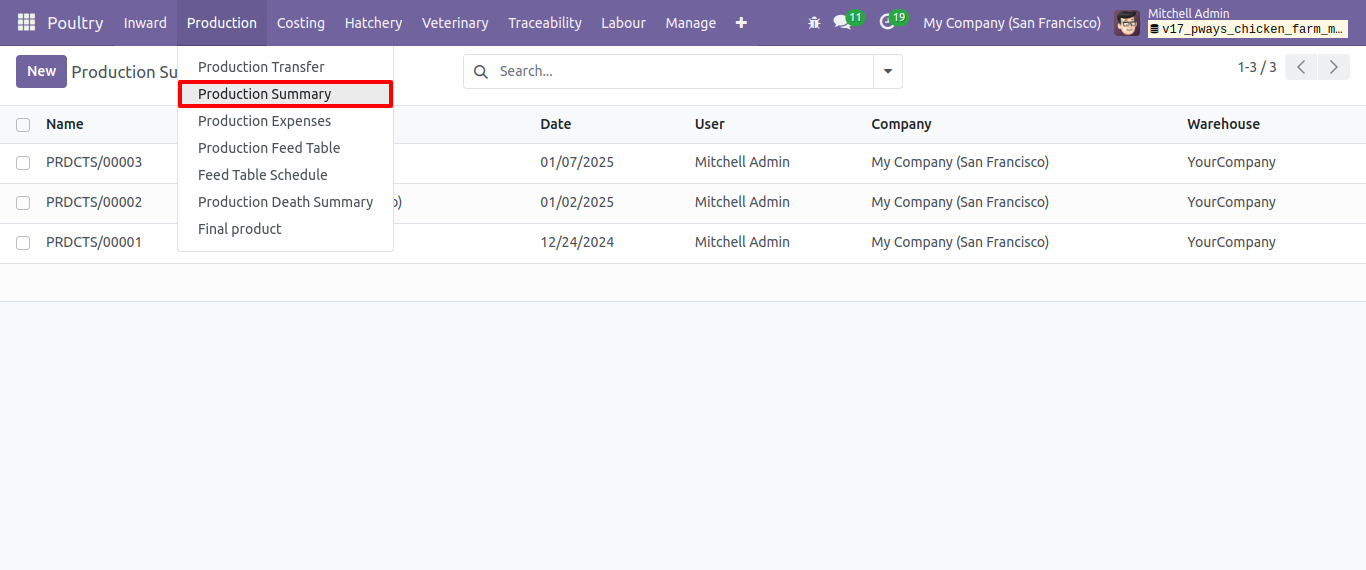 Poultry Inward Production Costing Hatchery Veterinary Traceability Labour Manage 11 19 My Company (San Francisco) Mitchell Admin
v17_pways_chicken_farm_m...
New Production Su Search... 1-3 / 3
Production Transfer
Production Summary
Production Expenses
Production Feed Table
Feed Table Schedule
Production Death Summary
Final product
Name Date User Company Warehouse
PRDCTS/00003 01/07/2025 Mitchell Admin My Company (San Francisco) YourCompany
PRDCTS/00002 o) 01/02/2025 Mitchell Admin My Company (San Francisco) YourCompany
PRDCTS/00001 12/24/2024 Mitchell Admin My Company (San Francisco) YourCompany